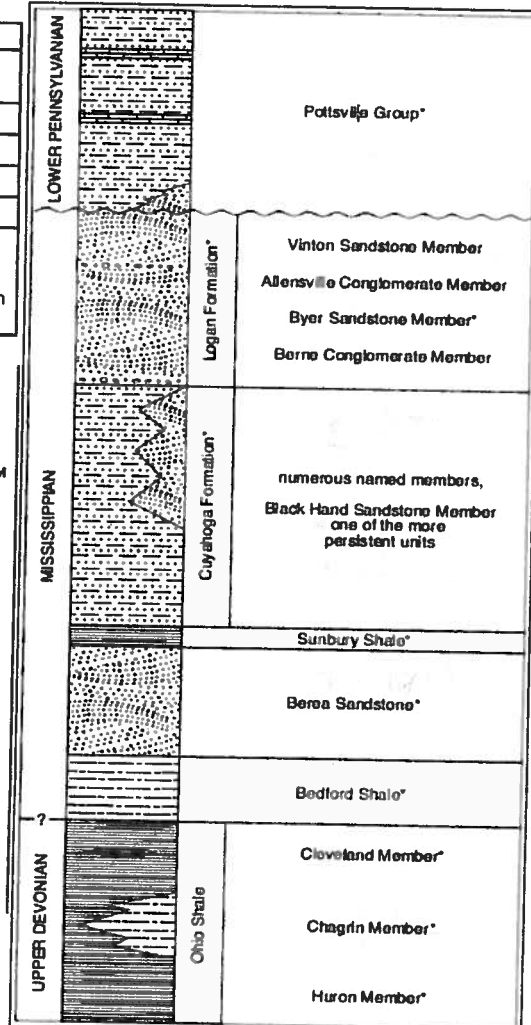 LOWER PENNSYLVANIAN
Pottsville Group*
MISSISSIPPIAN
Logan Formation*
Vinton Sandstone Member
Allensville Conglomerate Member
Byer Sandstone Member*
Berne Conglomerate Member
Cuyahoga Formation*
numerous named members,
Black Hand Sandstone Member
one of the more
persistent units
Sunbury Shale*
Berea Sandstone*
Bedford Shale*
?
UPPER DEVONIAN
Ohio Shale
Cleveland Member*
Chagrin Member*
Huron Member*